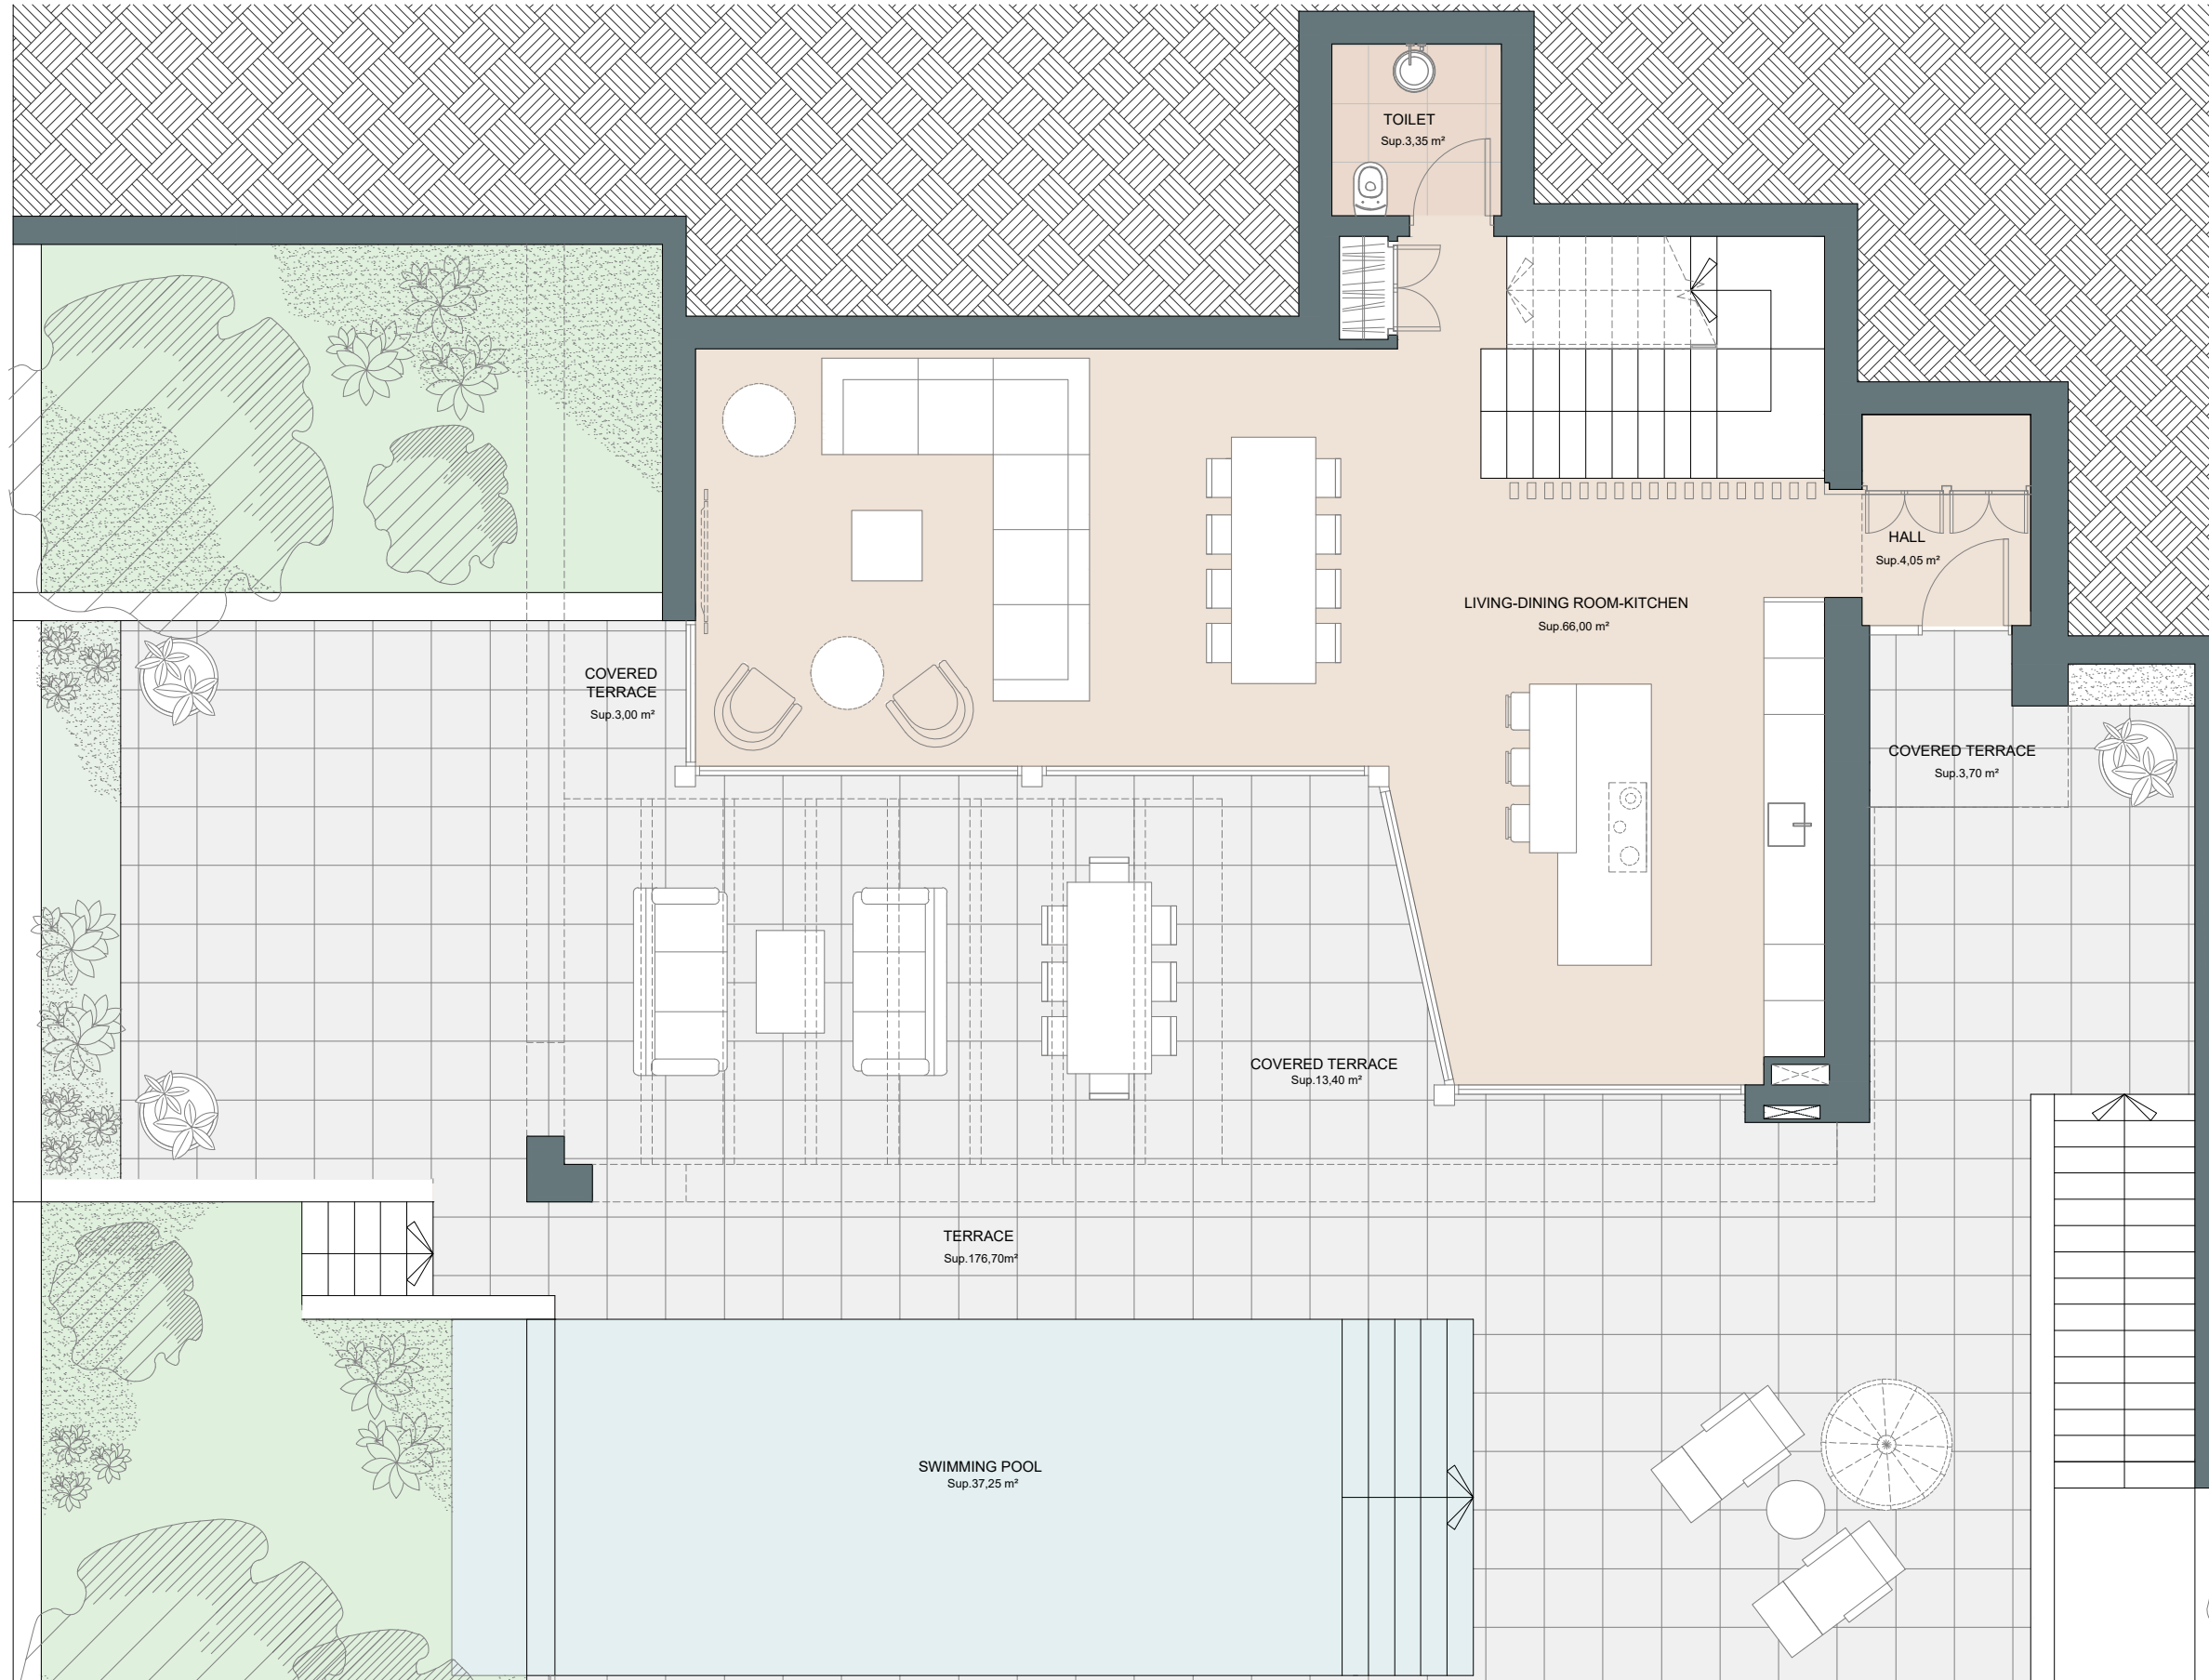 TOILET
Sup.3,35 m²
HALL
Sup.4,05 m²
LIVING-DINING ROOM-KITCHEN
Sup.66,00 m²
COVERED
TERRACE
Sup.3,00 m²
COVERED TERRACE
Sup.3,70 m²
COVERED TERRACE
Sup.13,40 m²
TERRACE
Sup.176,70m²
SWIMMING POOL
Sup.37,25 m²